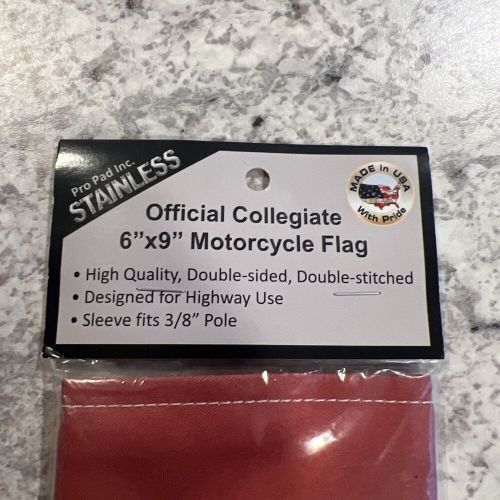 Pro Pad Inc.
STAINLESS
MADE IN USA
With Pride
Official Collegiate
6”x9” Motorcycle Flag
• High Quality, Double-sided, Double-stitched
• Designed for Highway Use
• Sleeve fits 3/8” Pole